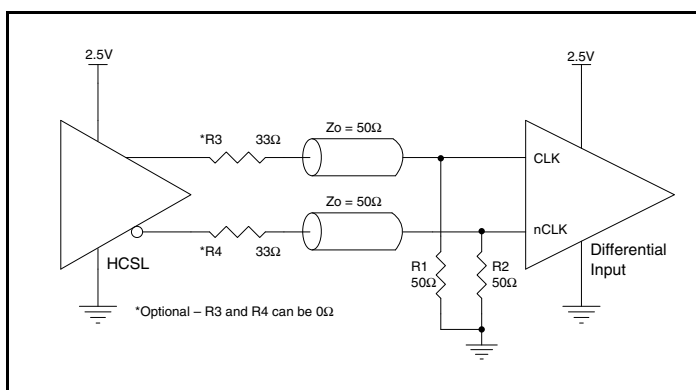 2.5V
2.5V
*R3 33Ω
Zo = 50Ω
CLK
Zo = 50Ω
*R4 33Ω
nCLK
HCSL
R1
50Ω
R2
50Ω
Differential
Input
*Optional – R3 and R4 can be 0Ω